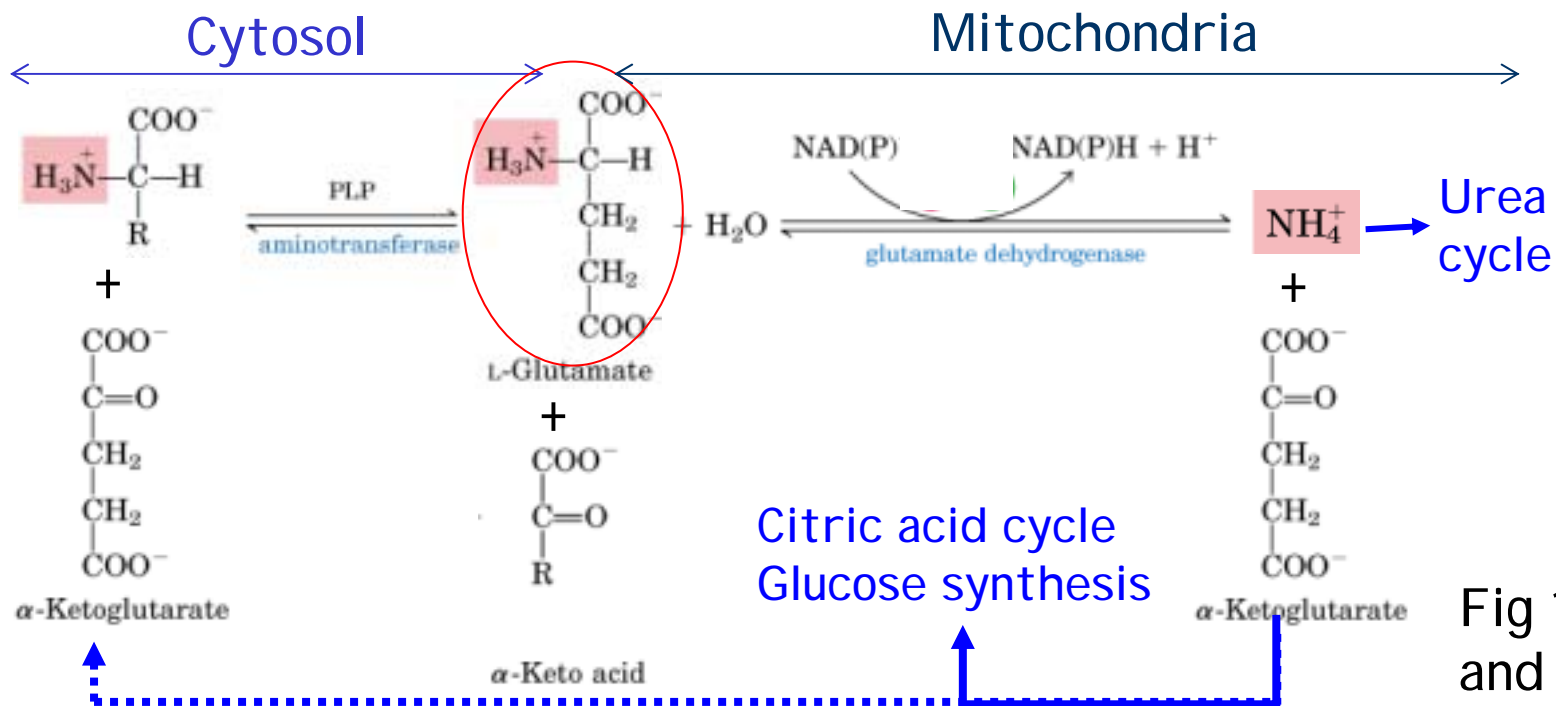 Cytosol
Mitochondria
COO⁻
H₃N⁺—C—H
R
+
COO⁻
C=O
CH₂
CH₂
COO⁻
α-Ketoglutarate
PLP
aminotransferase
COO⁻
H₃N⁺—C—H
CH₂
CH₂
COO⁻
L-Glutamate
+
COO⁻
C=O
R
α-Keto acid
+ H₂O
NAD(P)
NAD(P)H + H⁺
glutamate dehydrogenase
NH₄⁺
Urea
cycle
+
COO⁻
C=O
CH₂
CH₂
COO⁻
α-Ketoglutarate
Citric acid cycle
Glucose synthesis
Fig
and